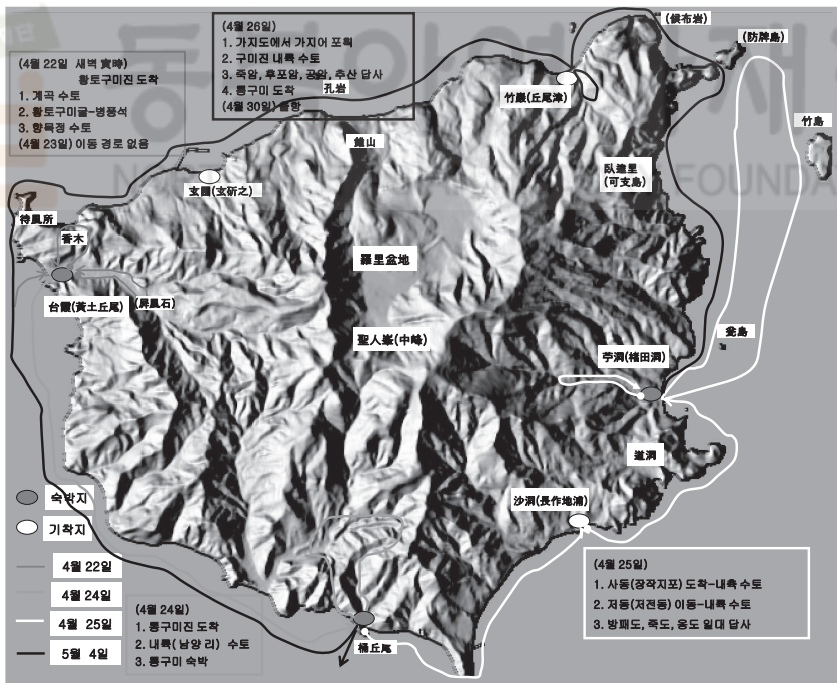 (4월 22일 새벽 寅時)
황토구미진 도착
1. 계곡 수토
2. 황토구미굴-병풍석
3. 향목정 수토
(4월 23일) 이동 경로 없음
(4월 26일)
1. 가지도에서 가지어 포획
2. 구미진 내륙 수토
3. 죽암, 후포암, 공암, 추산 답사
4. 통구미 도착
(4월 30일) 출항
孔岩
(候布岩)
(防牌島)
竹巖(丘尾津)
竹島
錐山
臥達里
(可支島)
玄圃(玄斫之)
待風所
香木
羅里盆地
台霞(黃土丘尾)
(屛風石)
聖人峯(中峰)
瓮島
苧洞(楮田洞)
道洞
沙洞(長作地浦)
숙박지
기착지
4월 22일
4월 24일
4월 25일
5월 4일
(4월 24일)
1. 통구미진 도착
2. 내륙(남양 리) 수토
3. 통구미 숙박
桶丘尾
(4월 25일)
1. 사동(장작지포) 도착-내륙 수토
2. 저동(저전동) 이동-내륙 수토
3. 방패도, 죽도, 옹도 일대 답사
FOUNDA